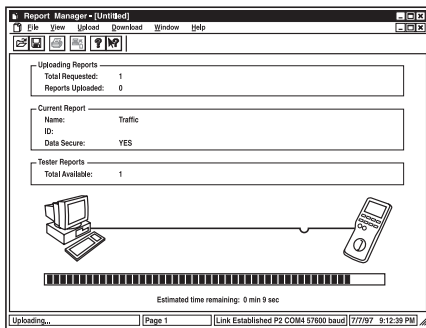 Report Manager - [Untitled]
File View Upload Download Window Help
Uploading Reports
Total Requested: 1
Reports Uploaded: 0
Current Report
Name: Traffic
ID:
Data Secure: YES
Tester Reports
Total Available: 1
Estimated time remaining: 0 min 9 sec
Uploading... Page 1 Link Established P2 COM4 57600 baud 7/7/97 9:12:39 PM